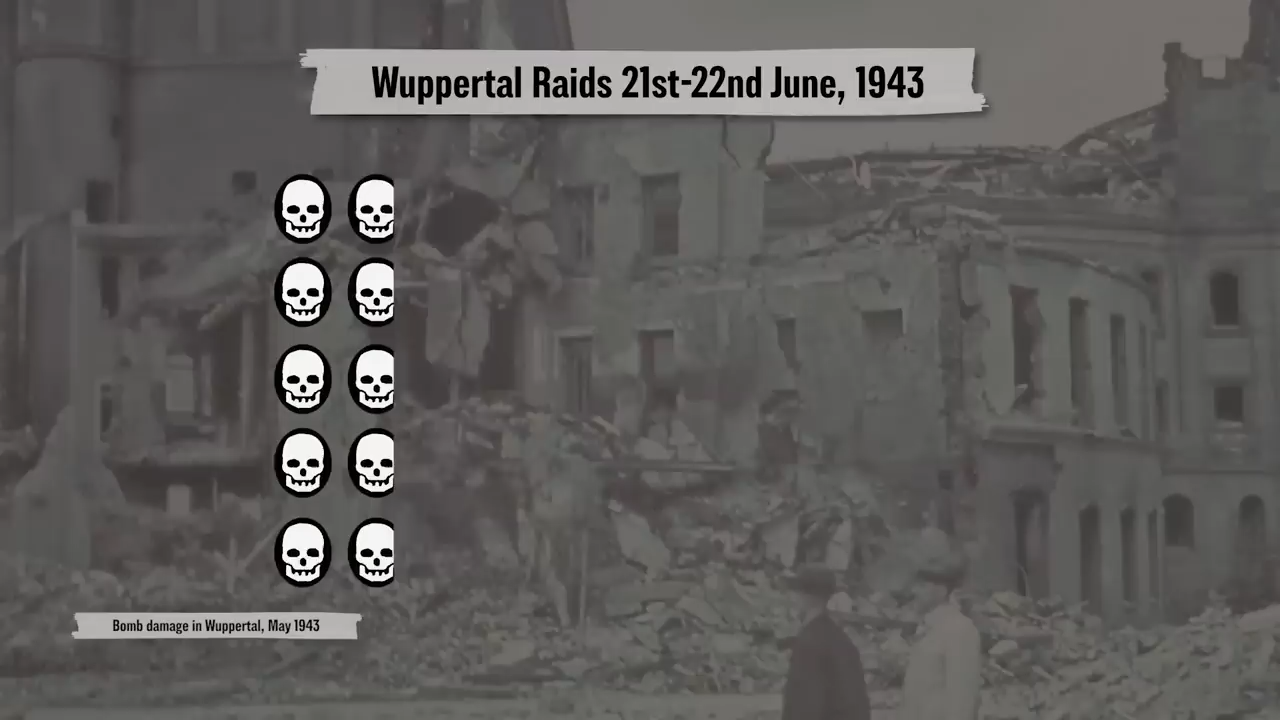 Wuppertal Raids 21st-22nd June, 1943
Bomb damage in Wuppertal, May 1943